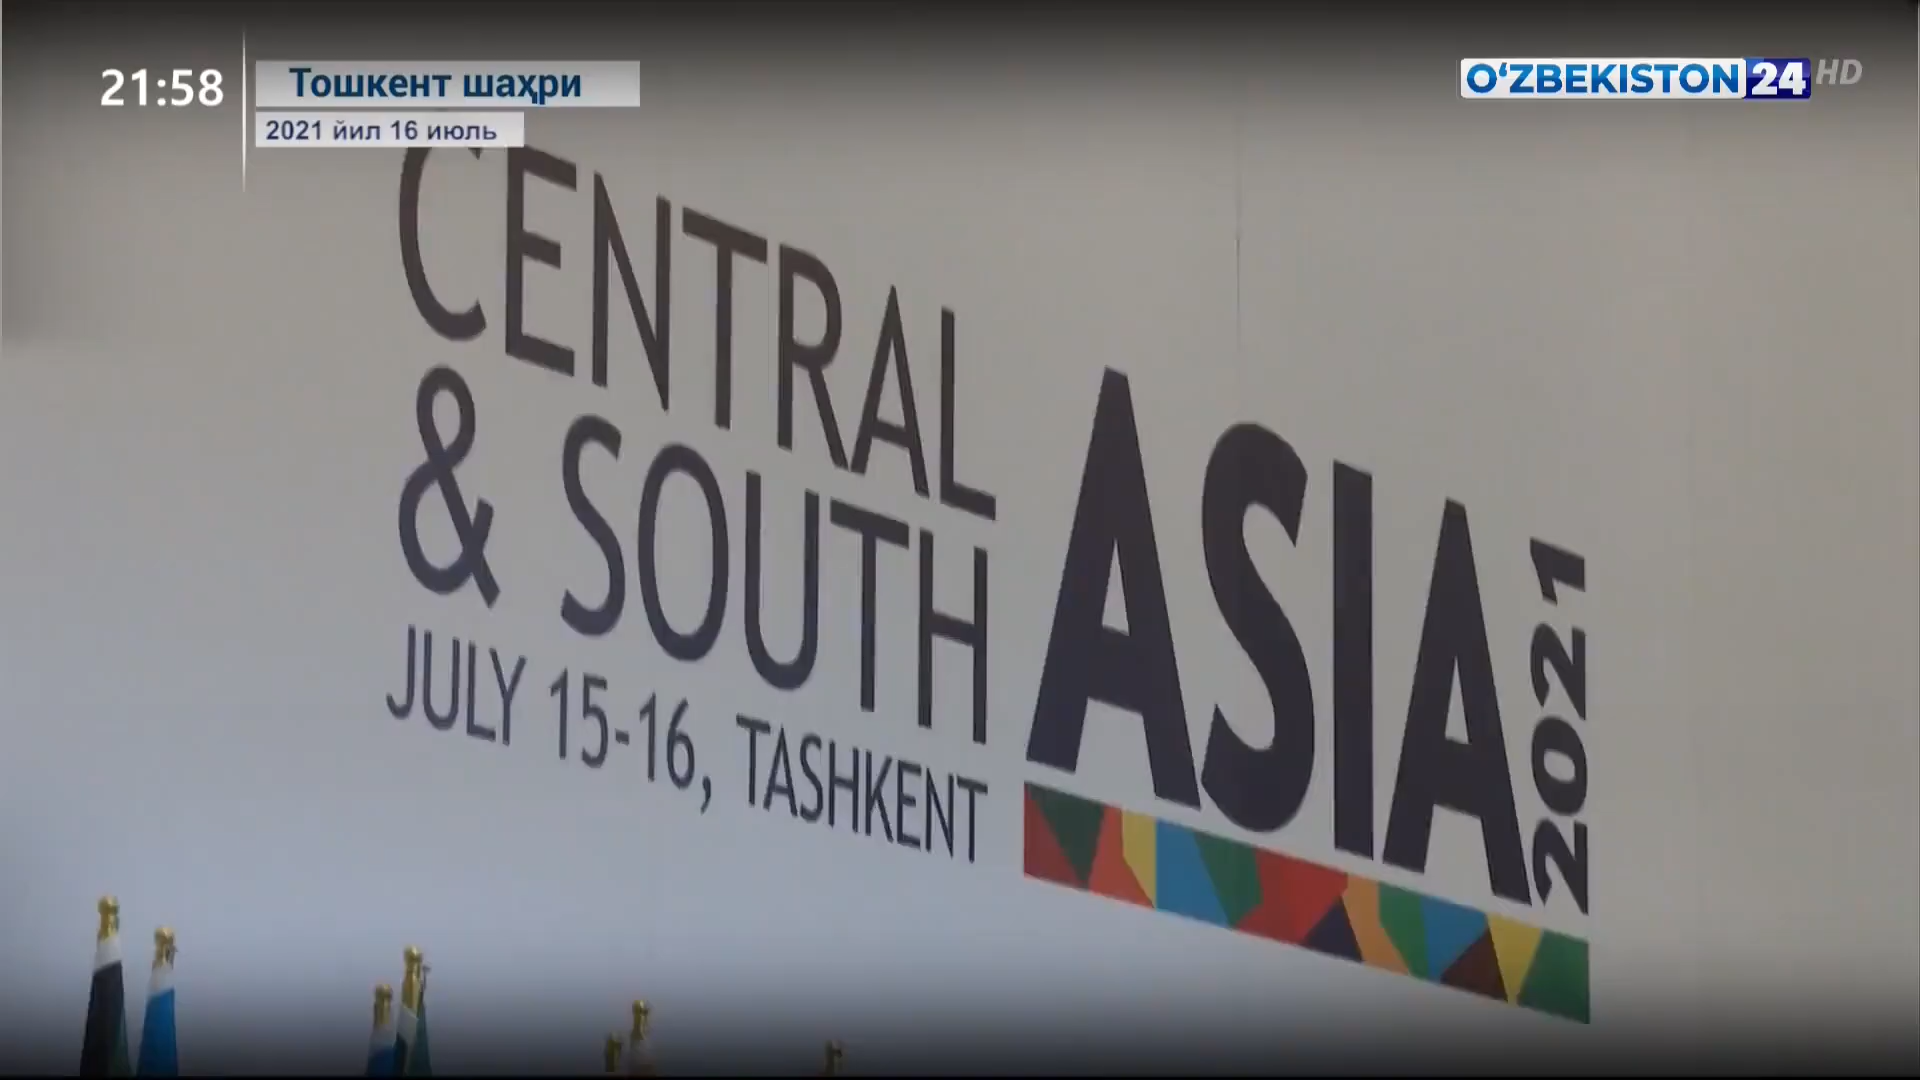 21:58
Тошкент шаҳри
2021 йил 16 июль
O‘ZBEKISTON 24 HD
CENTRAL
& SOUTH
ASIA
2021
JULY 15-16, TASHKENT